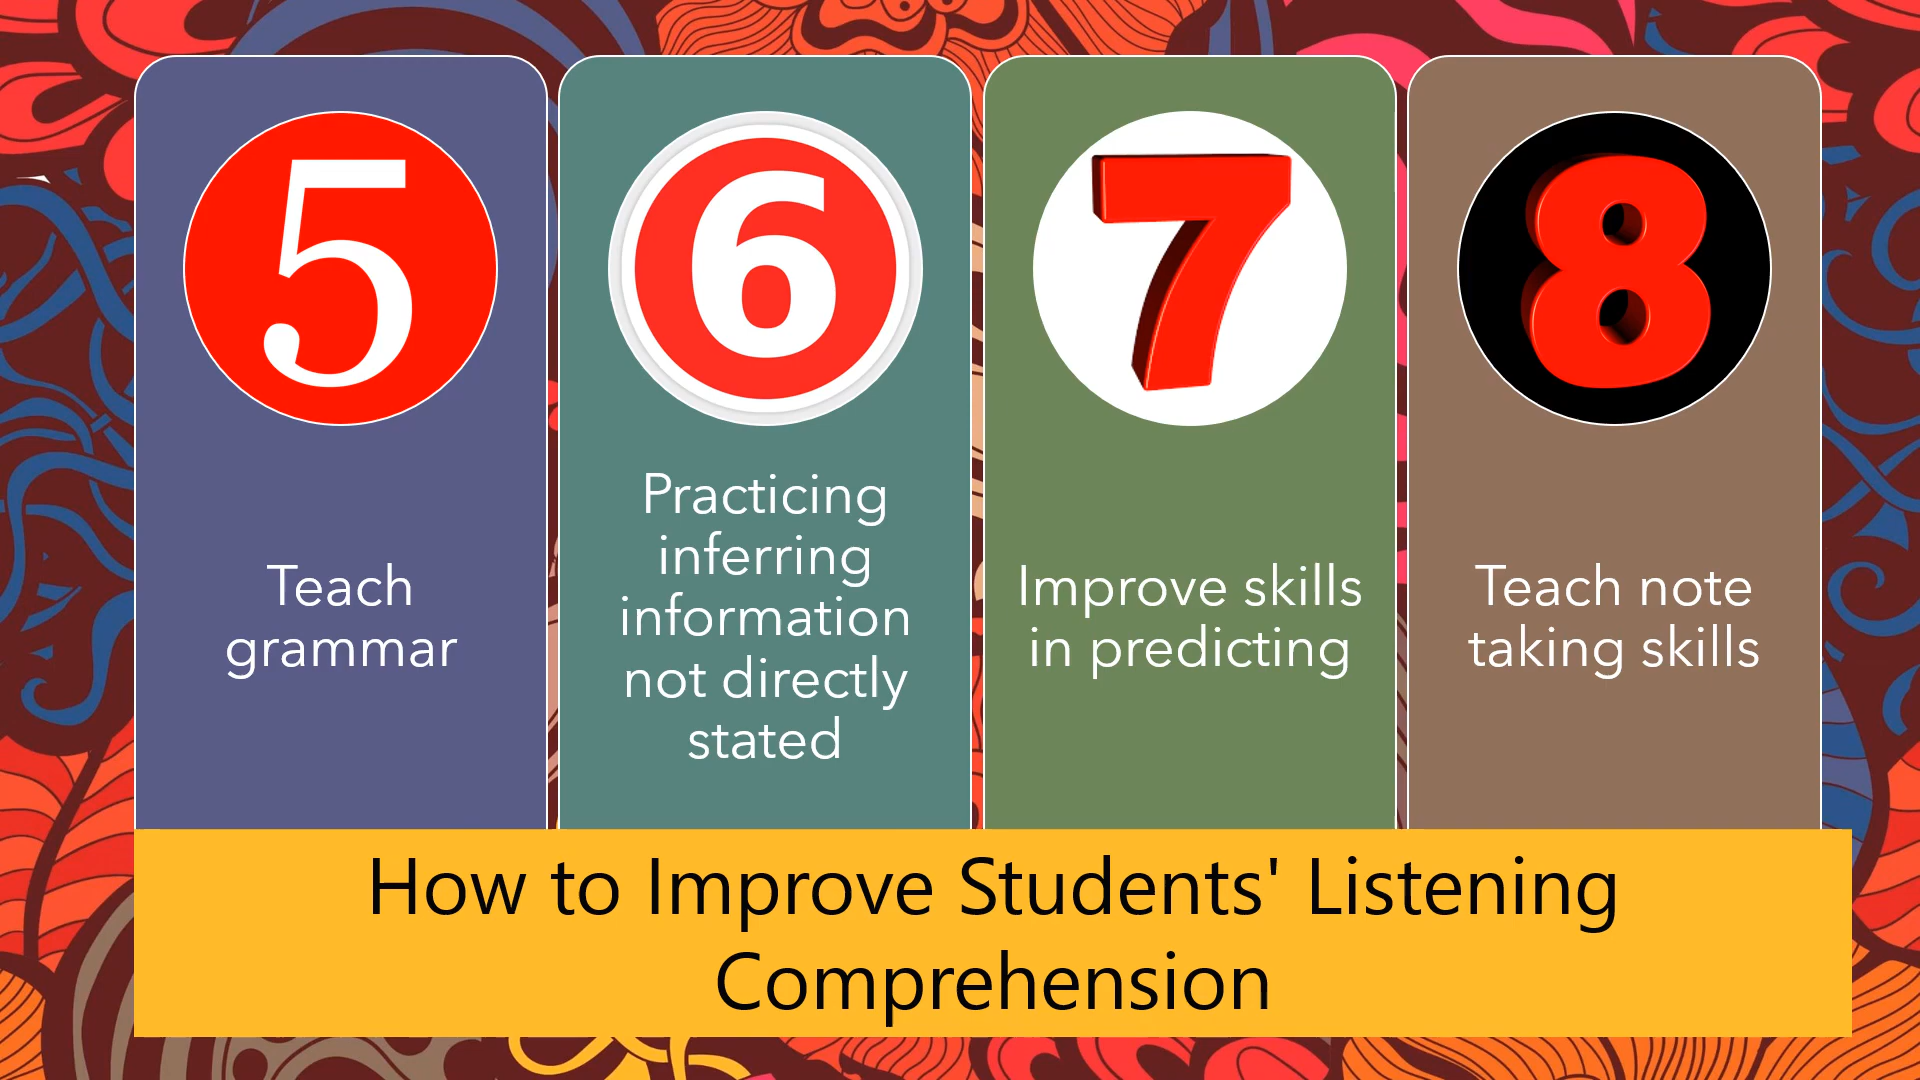 5
Teach
grammar
6
Practicing
inferring
information
not directly
stated
7
Improve skills
in predicting
8
Teach note
taking skills
How to Improve Students' Listening
Comprehension